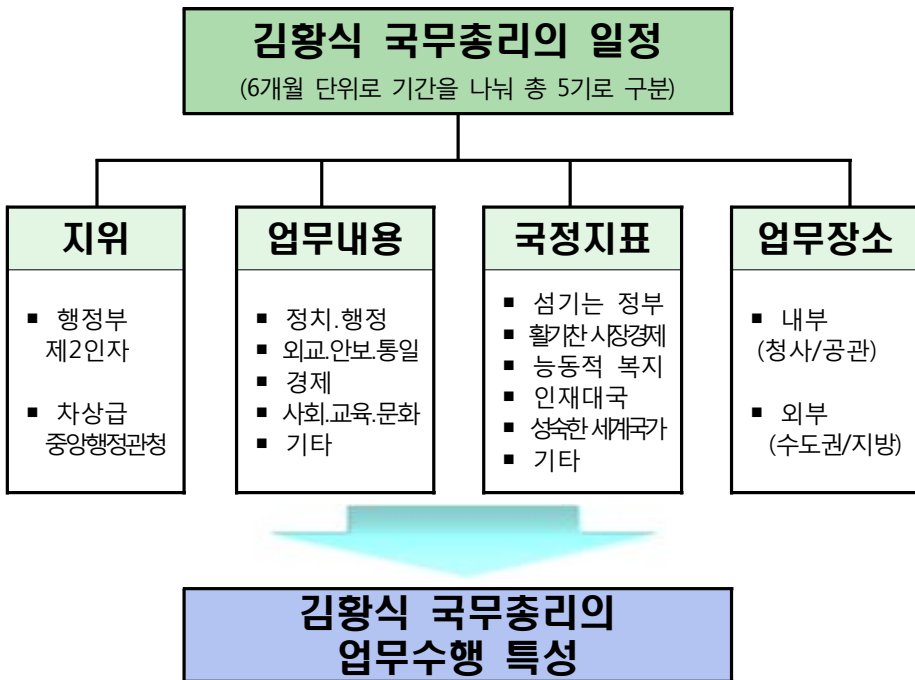 김황식 국무총리의 일정
(6개월 단위로 기간을 나눠 총 5기로 구분)
지위
▪ 행정부
제2인자
▪ 차상급
중앙행정관청
업무내용
▪ 정치.행정
▪ 외교.안보.통일
▪ 경제
▪ 사회.교육.문화
▪ 기타
국정지표
▪ 섬기는 정부
▪ 활기찬 시장경제
▪ 능동적 복지
▪ 인재대국
▪ 성숙한 세계국가
▪ 기타
업무장소
▪ 내부
(청사/공관)
▪ 외부
(수도권/지방)
김황식 국무총리의
업무수행 특성